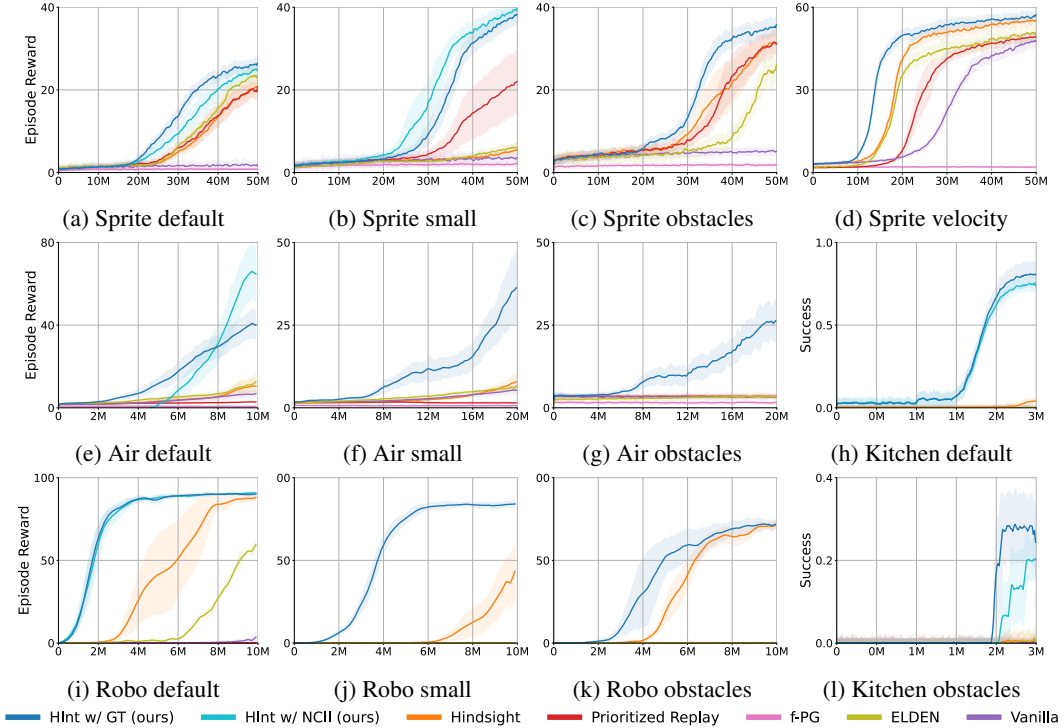 40 40 60
Episode Reward 40
20 20 20 30
0 0 0 0
0 10M 20M 30M 40M 50M 0 10M 20M 30M 40M 50M 0 10M 20M 30M 40M 50M 0 10M 20M 30M 40M 50M
(a) Sprite default (b) Sprite small (c) Sprite obstacles (d) Sprite velocity
80 50 50 1.0
Episode Reward 40 25 25 Success 0.5
0 0 0 0.0
0 2M 4M 6M 8M 10M 0 4M 8M 12M 16M 20M 0 4M 8M 12M 16M 20M 0 0M 1M 1M 2M 3M
(e) Air default (f) Air small (g) Air obstacles (h) Kitchen default
100 00 00 0.4
Episode Reward 50 50 50 Success 0.2
0 0 0 0.0
0 2M 4M 6M 8M 10M 0 2M 4M 6M 8M 10M 0 2M 4M 6M 8M 10M 0 0M 1M 1M 2M 3M
(i) Robo default (j) Robo small (k) Robo obstacles (l) Kitchen obstacles
HInt w/ GT (ours) HInt w/ NCII (ours) Hindsight Prioritized Replay f-PG ELDEN Vanilla